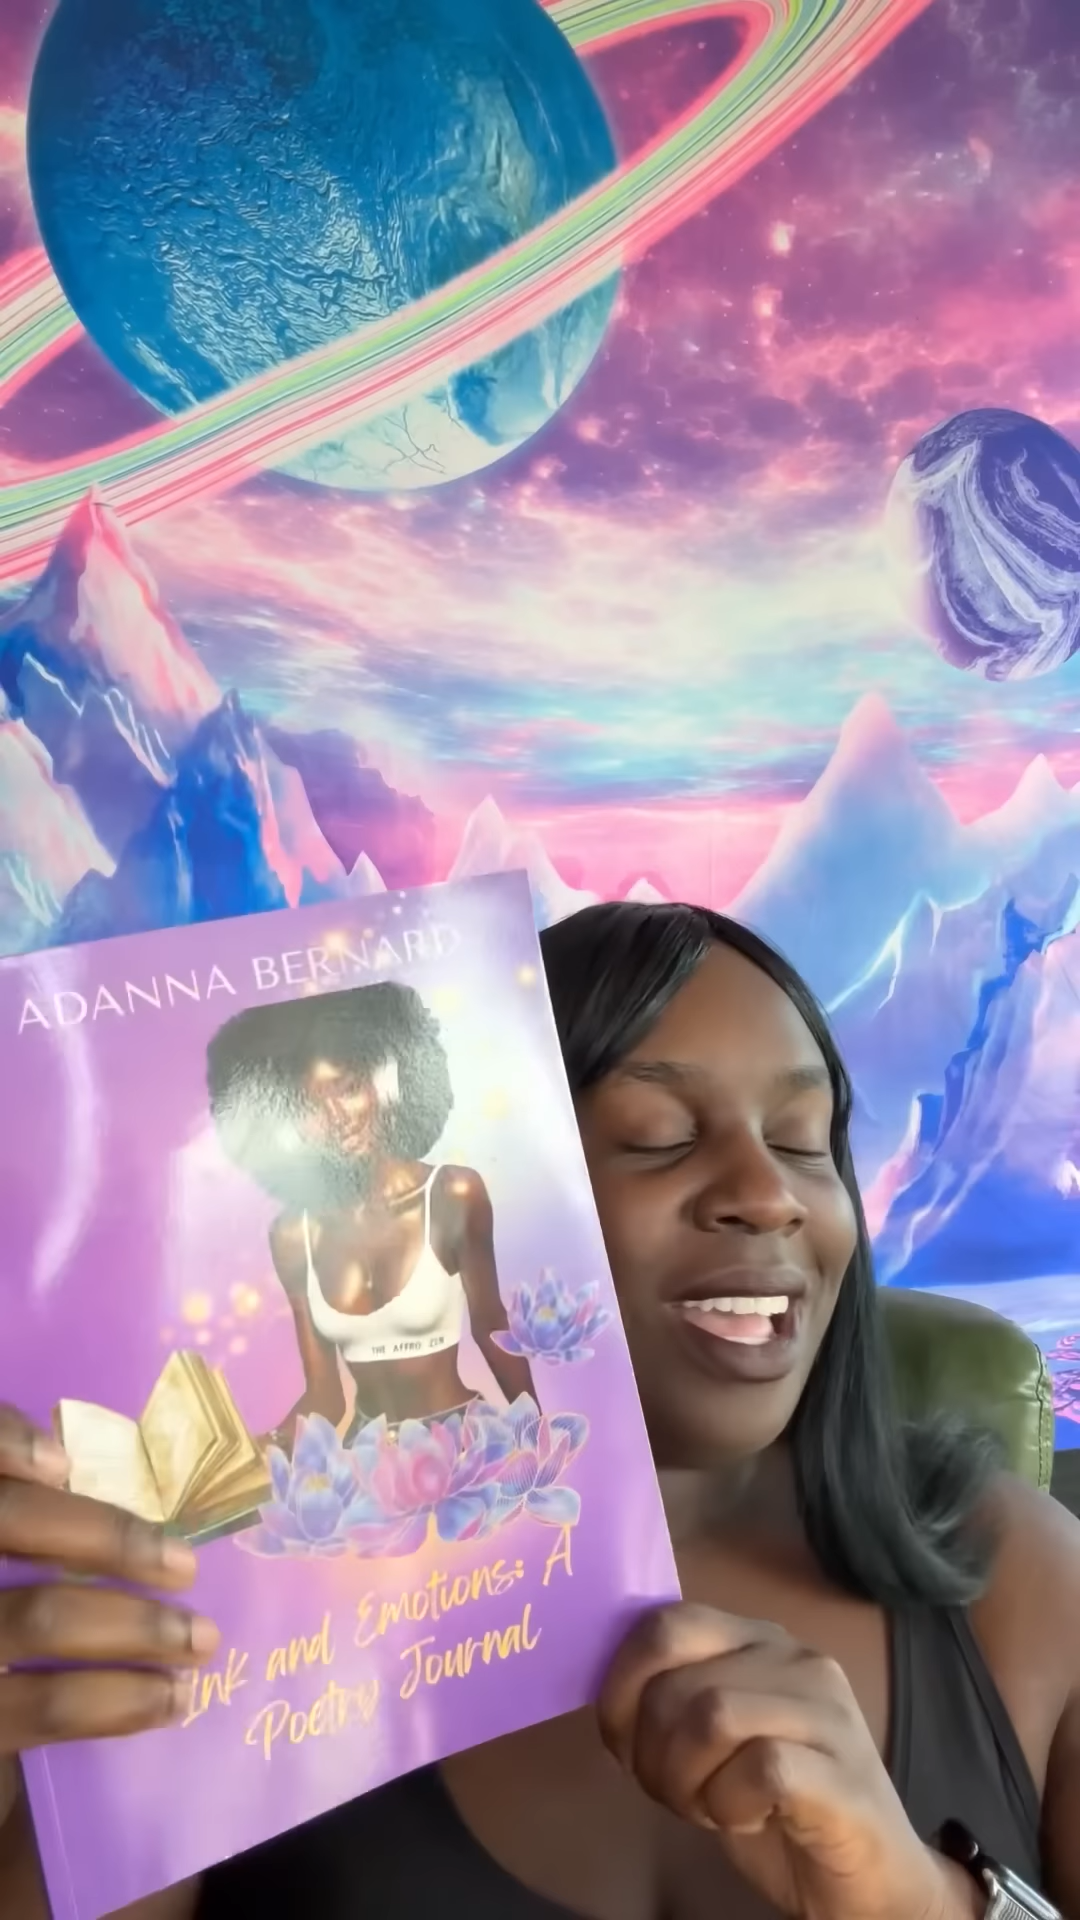 ADANNA BERNARD
THE AFFRO ZEN
Ink and Emotions: A
Poetry Journal